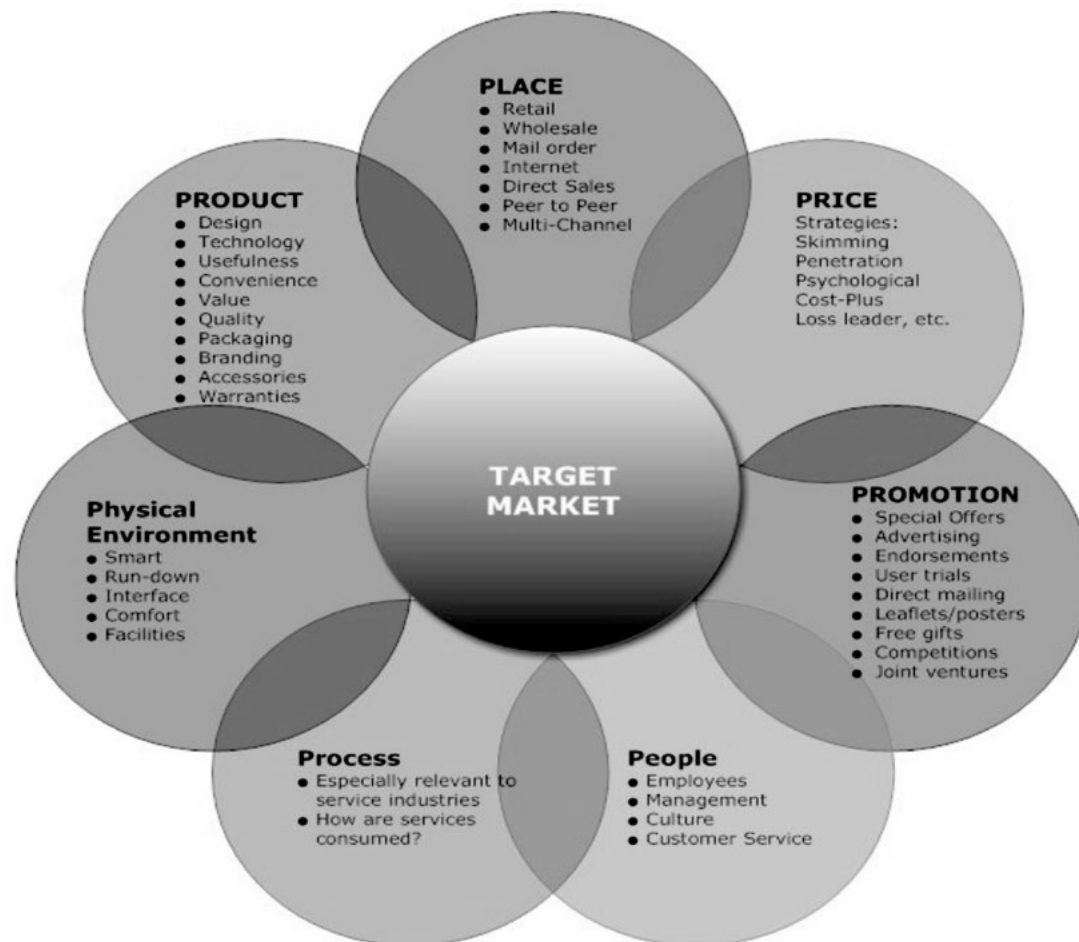 PLACE
● Retail
● Wholesale
● Mail order
● Internet
● Direct Sales
● Peer to Peer
● Multi-Channel
PRODUCT
● Design
● Technology
● Usefulness
● Convenience
● Value
● Quality
● Packaging
● Branding
● Accessories
● Warranties
PRICE
Strategies:
Skimming
Penetration
Psychological
Cost-Plus
Loss leader, etc.
TARGET
MARKET
Physical
Environment
● Smart
● Run-down
● Interface
● Comfort
● Facilities
PROMOTION
● Special Offers
● Advertising
● Endorsements
● User trials
● Direct mailing
● Leaflets/posters
● Free gifts
● Competitions
● Joint ventures
Process
● Especially relevant to
service industries
● How are services
consumed?
People
● Employees
● Management
● Culture
● Customer Service